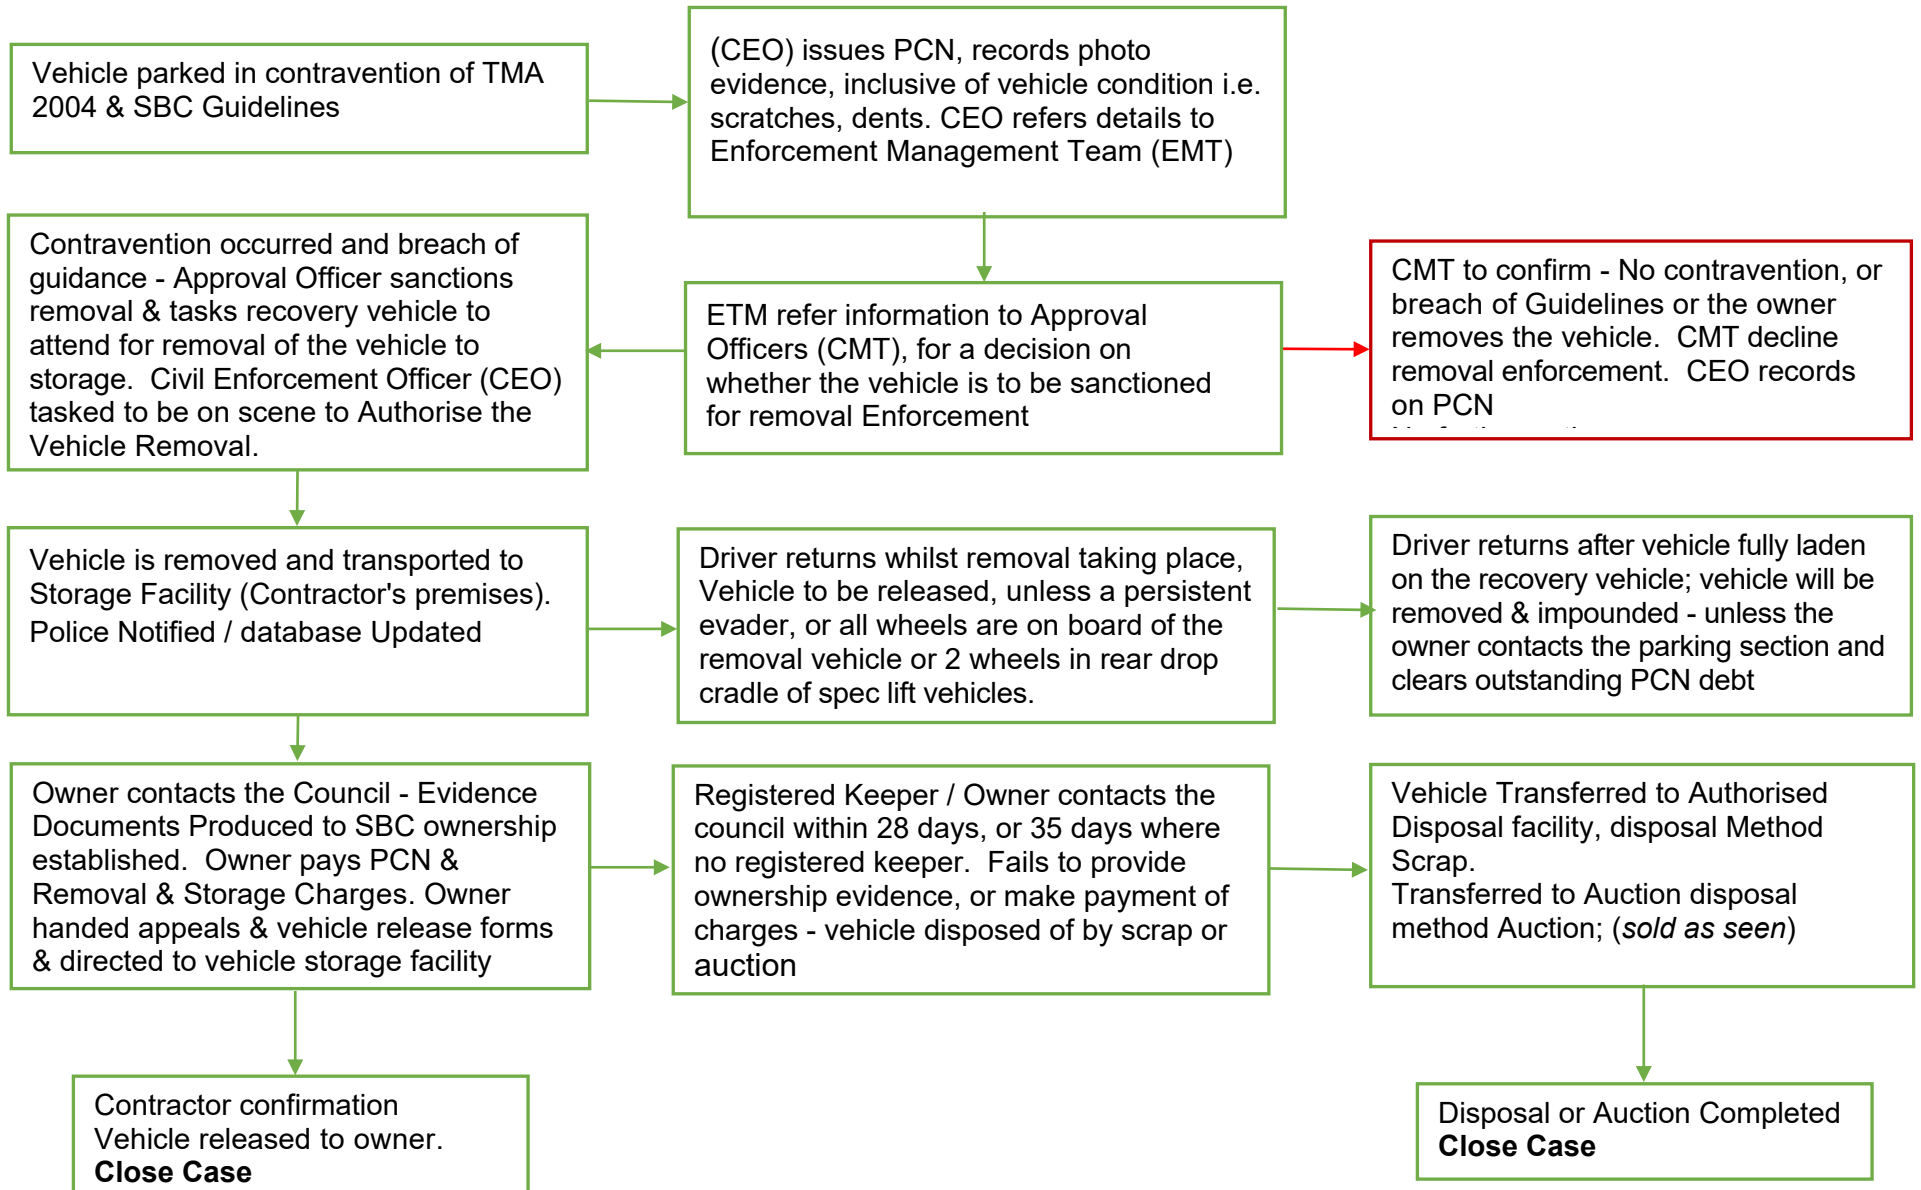 Vehicle parked in contravention of TMA
2004 & SBC Guidelines
(CEO) issues PCN, records photo
evidence, inclusive of vehicle condition i.e.
scratches, dents. CEO refers details to
Enforcement Management Team (EMT)
Contravention occurred and breach of
guidance - Approval Officer sanctions
removal & tasks recovery vehicle to
attend for removal of the vehicle to
storage. Civil Enforcement Officer (CEO)
tasked to be on scene to Authorise the
Vehicle Removal.
ETM refer information to Approval
Officers (CMT), for a decision on
whether the vehicle is to be sanctioned
for removal Enforcement
CMT to confirm - No contravention, or
breach of Guidelines or the owner
removes the vehicle. CMT decline
removal enforcement. CEO records
on PCN
Vehicle is removed and transported to
Storage Facility (Contractor's premises).
Police Notified / database Updated
Driver returns whilst removal taking place,
Vehicle to be released, unless a persistent
evader, or all wheels are on board of the
removal vehicle or 2 wheels in rear drop
cradle of spec lift vehicles.
Driver returns after vehicle fully laden
on the recovery vehicle; vehicle will be
removed & impounded - unless the
owner contacts the parking section and
clears outstanding PCN debt
Owner contacts the Council - Evidence
Documents Produced to SBC ownership
established. Owner pays PCN &
Removal & Storage Charges. Owner
handed appeals & vehicle release forms
& directed to vehicle storage facility
Registered Keeper / Owner contacts the
council within 28 days, or 35 days where
no registered keeper. Fails to provide
ownership evidence, or make payment of
charges - vehicle disposed of by scrap or
auction
Vehicle Transferred to Authorised
Disposal facility, disposal Method
Scrap.
Transferred to Auction disposal
method Auction; (sold as seen)
Contractor confirmation
Vehicle released to owner.
Close Case
Disposal or Auction Completed
Close Case